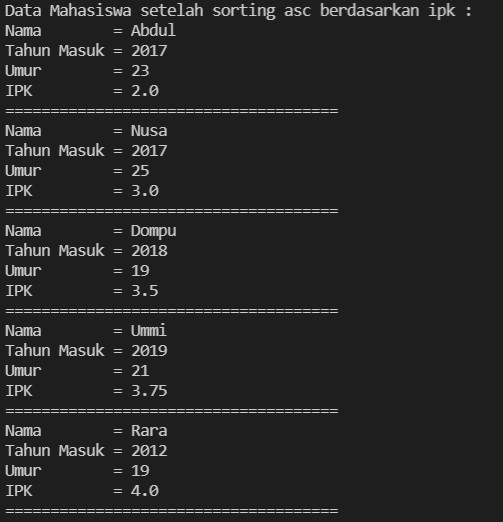 Data Mahasiswa setelah sorting asc berdasarkan ipk :
Nama        = Abdul
Tahun Masuk = 2017
Umur        = 23
IPK         = 2.0
=====================================
Nama        = Nusa
Tahun Masuk = 2017
Umur        = 25
IPK         = 3.0
=====================================
Nama        = Dompu
Tahun Masuk = 2018
Umur        = 19
IPK         = 3.5
=====================================
Nama        = Ummi
Tahun Masuk = 2019
Umur        = 21
IPK         = 3.75
=====================================
Nama        = Rara
Tahun Masuk = 2012
Umur        = 19
IPK         = 4.0
=====================================